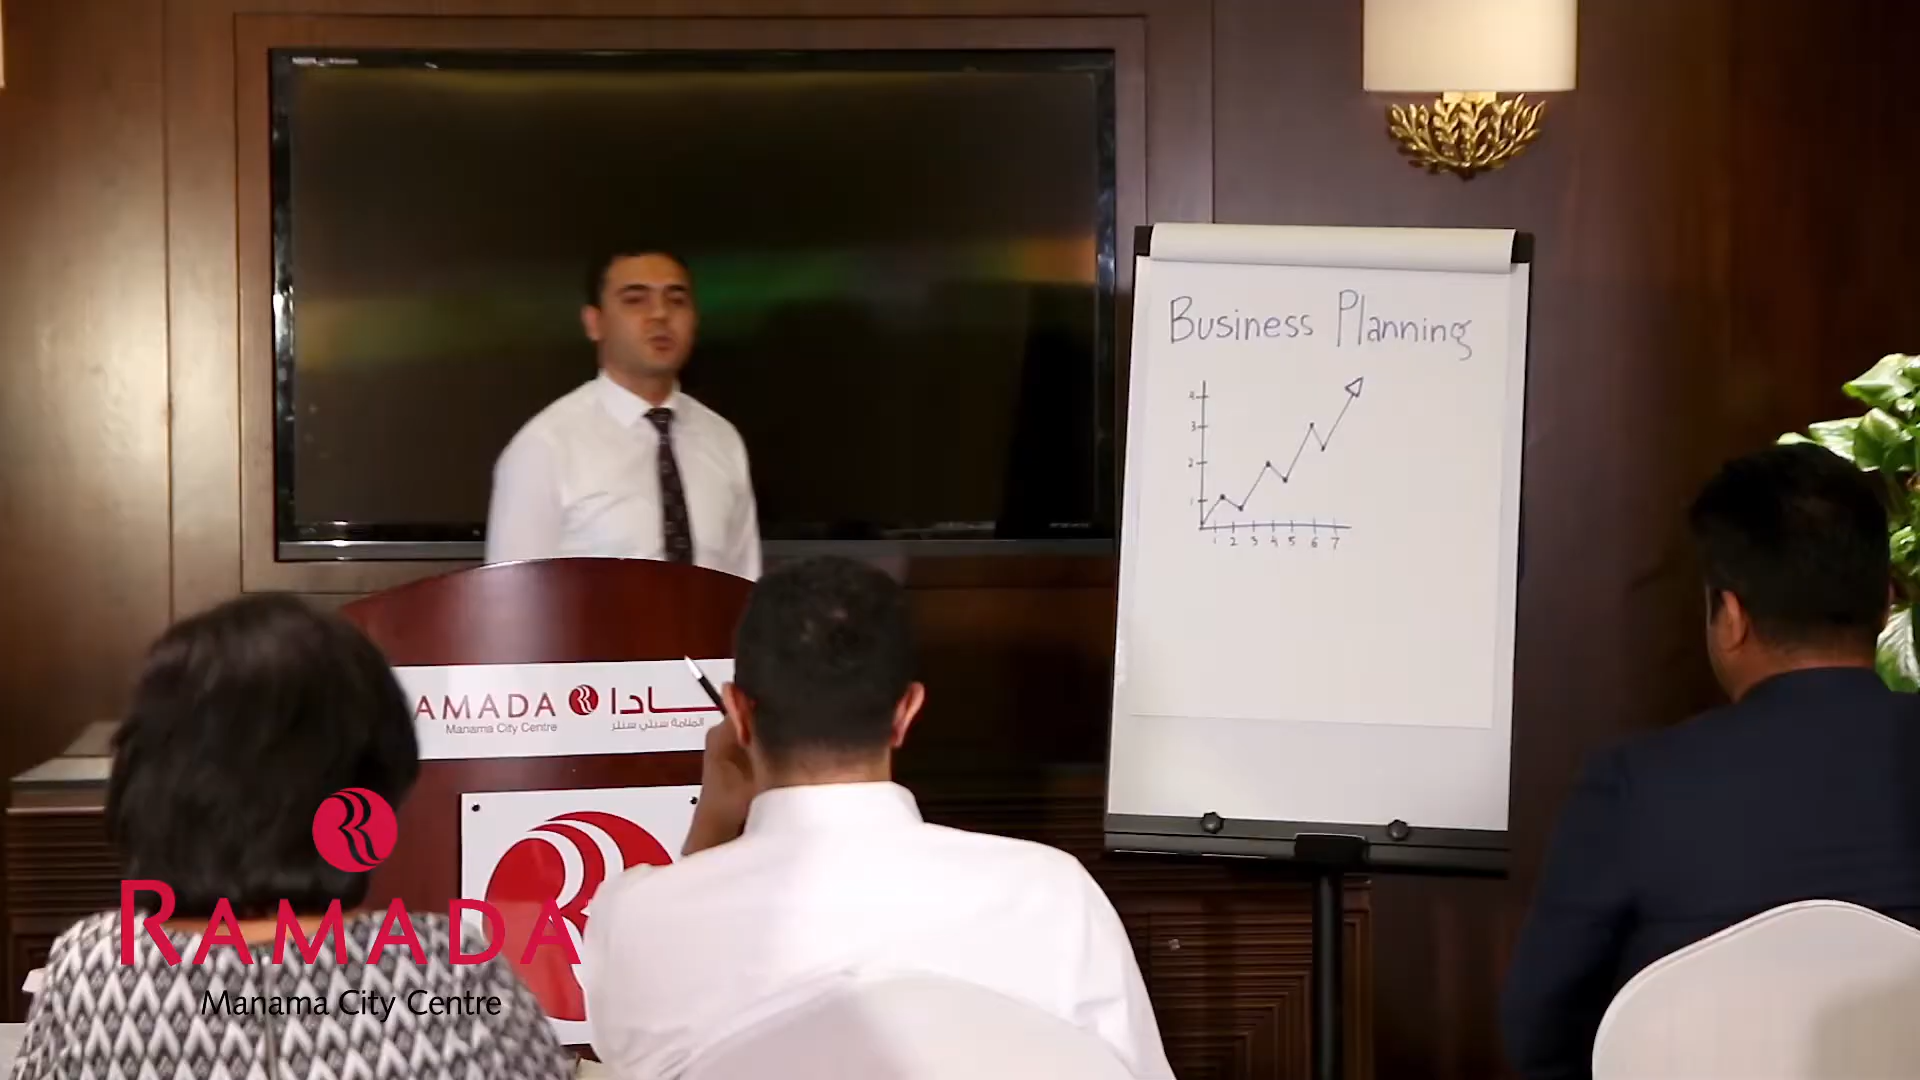 Business Planning
4
3
2
1
1 2 3 4 5 6 7
AMADA
Manama City Centre
ـادا
المنامة سيتي سنتر
RAMADA
Manama City Centre